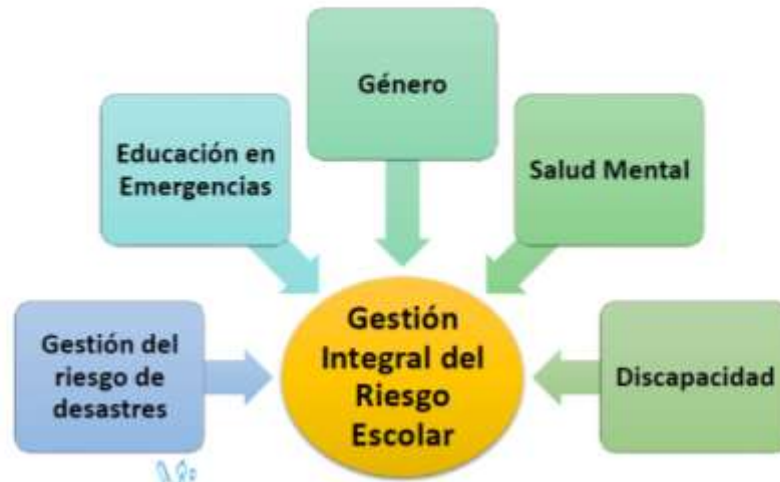 Género
Educación en
Emergencias
Salud Mental
Gestión del
riesgo de
desastres
Gestión
Integral del
Riesgo
Escolar
Discapacidad